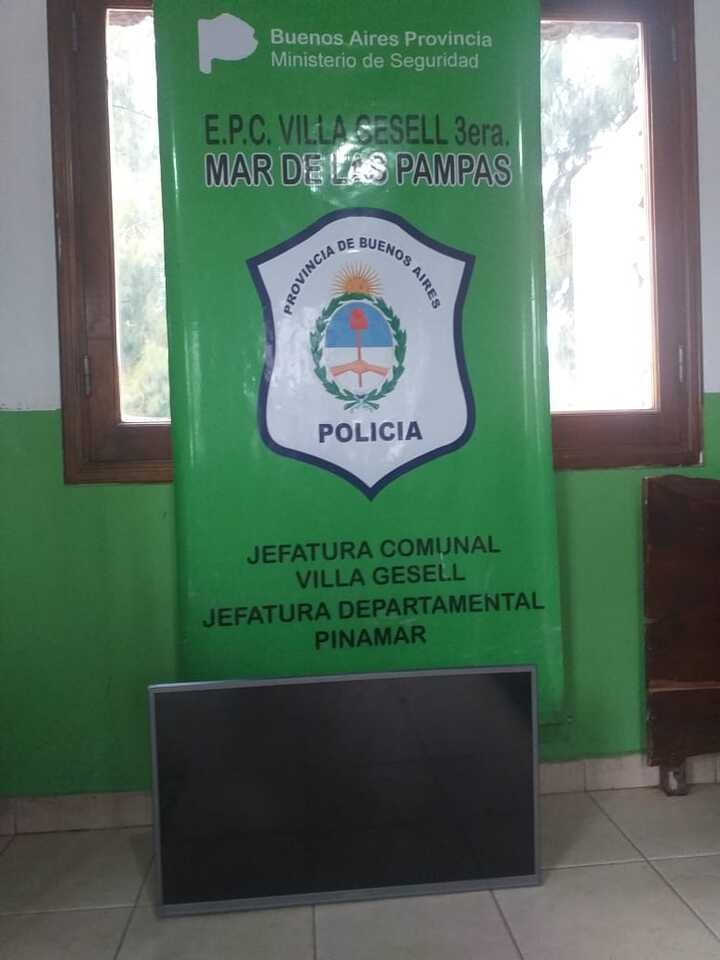 Buenos Aires Provincia
Ministerio de Seguridad
E.P.C. VILLA GESELL 3era.
MAR DE LAS PAMPAS
PROVINCIA DE BUENOS AIRES
POLICIA
JEFATURA COMUNAL
VILLA GESELL
JEFATURA DEPARTAMENTAL
PINAMAR